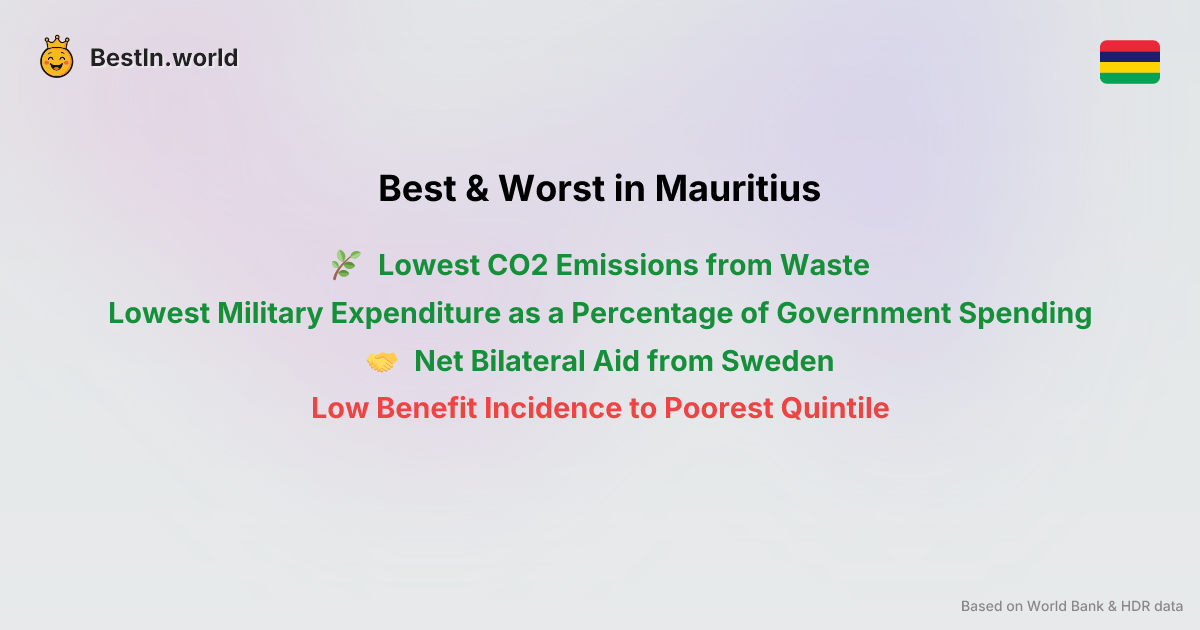 BestIn.world
Best & Worst in Mauritius
🌿 Lowest CO2 Emissions from Waste
Lowest Military Expenditure as a Percentage of Government Spending
🤝 Net Bilateral Aid from Sweden
Low Benefit Incidence to Poorest Quintile
Based on World Bank & HDR data